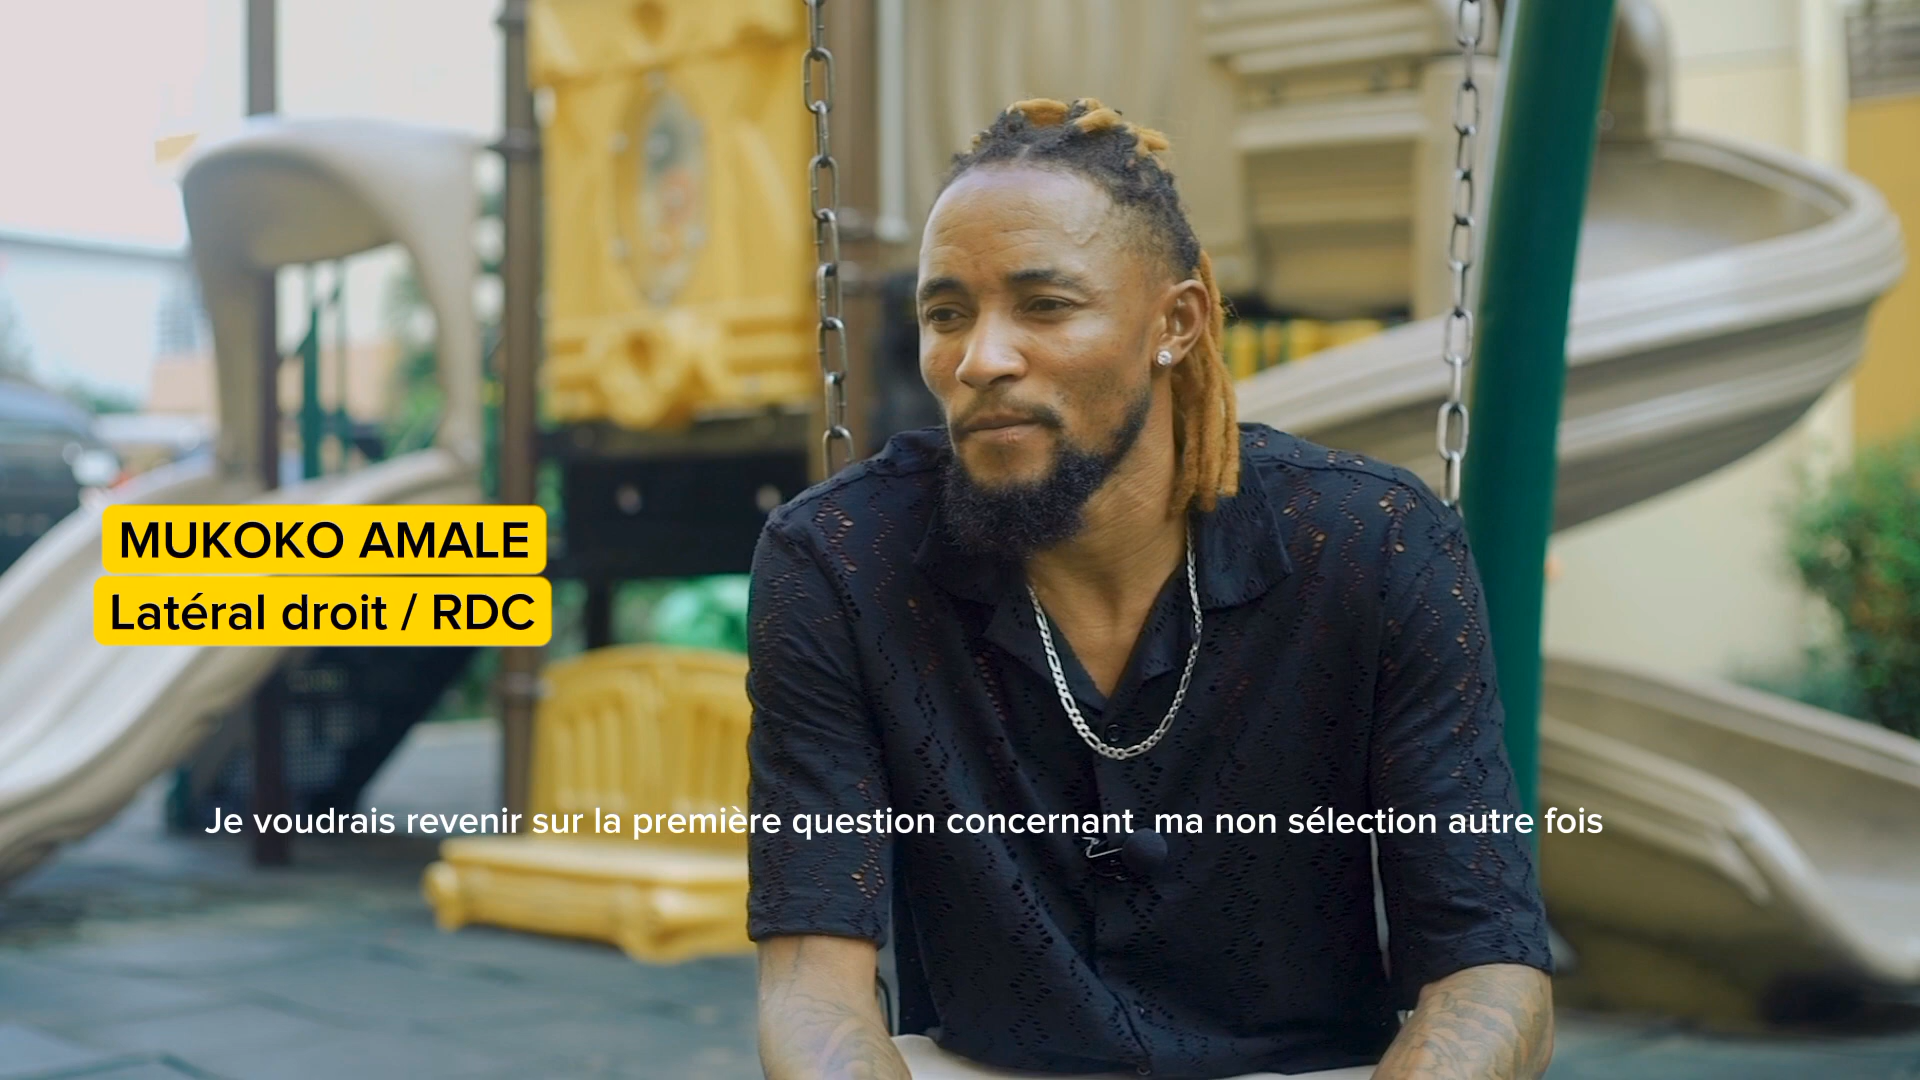 MUKOKO AMALE
Latéral droit / RDC
Je voudrais revenir sur la première question concernant  ma non sélection autre fois